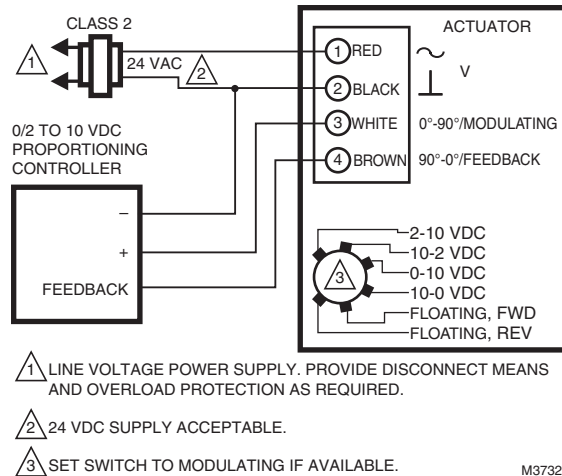 CLASS 2
ACTUATOR
1
24 VAC
2
1 RED
V
2 BLACK
3 WHITE 0°-90°/MODULATING
4 BROWN 90°-0°/FEEDBACK
0/2 TO 10 VDC
PROPORTIONING
CONTROLLER
–
+
FEEDBACK
3
2-10 VDC
10-2 VDC
0-10 VDC
10-0 VDC
FLOATING, FWD
FLOATING, REV
1 LINE VOLTAGE POWER SUPPLY. PROVIDE DISCONNECT MEANS
AND OVERLOAD PROTECTION AS REQUIRED.
2 24 VDC SUPPLY ACCEPTABLE.
3 SET SWITCH TO MODULATING IF AVAILABLE.
M3732